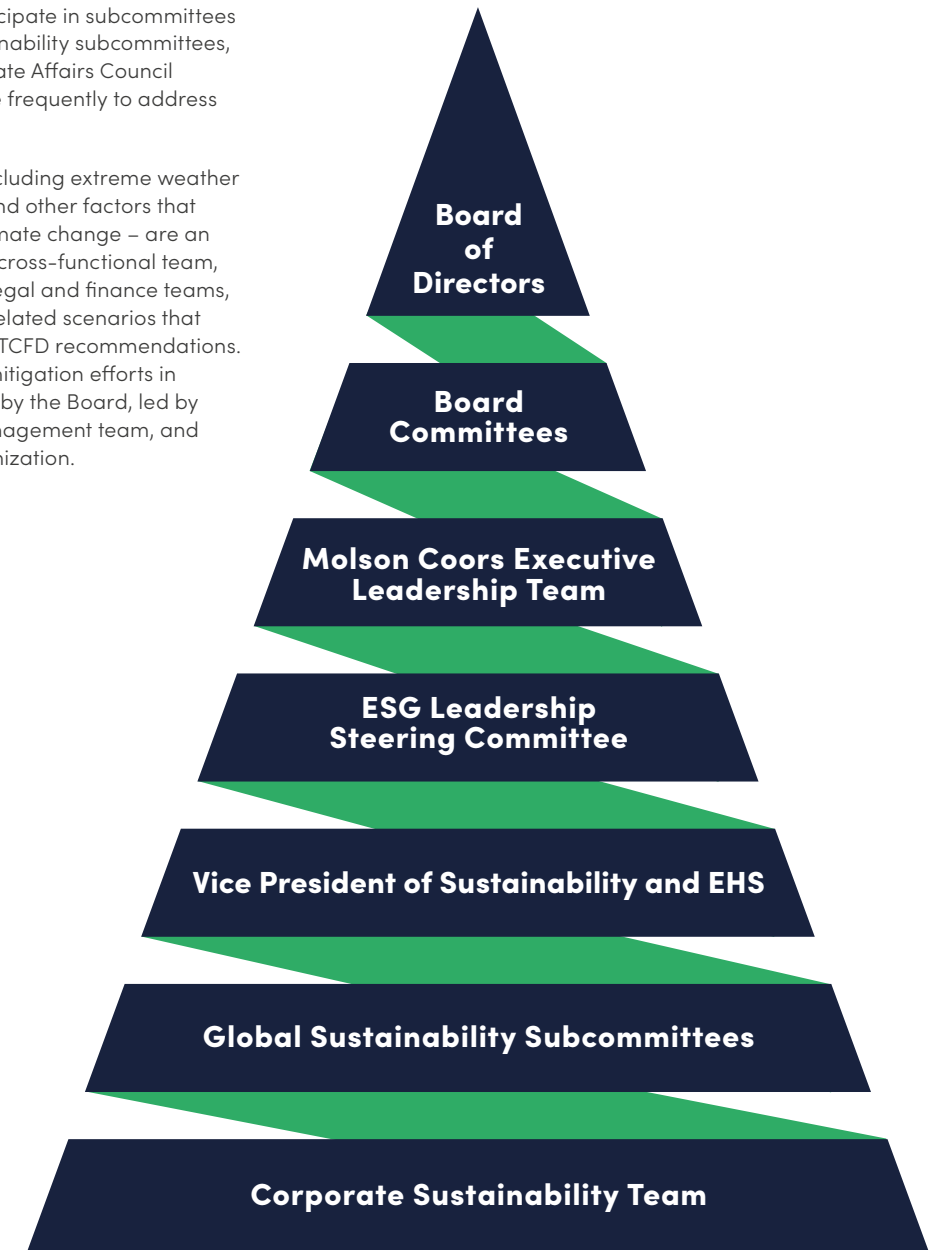 cipate in subcommittees
nability subcommittees,
ate Affairs Council
e frequently to address
cluding extreme weather
nd other factors that
mate change – are an
cross-functional team,
egal and finance teams,
elated scenarios that
TCFD recommendations.
nitigation efforts in
by the Board, led by
nagement team, and
nization.
Board
of
Directors
Board
Committees
Molson Coors Executive
Leadership Team
ESG Leadership
Steering Committee
Vice President of Sustainability and EHS
Global Sustainability Subcommittees
Corporate Sustainability Team